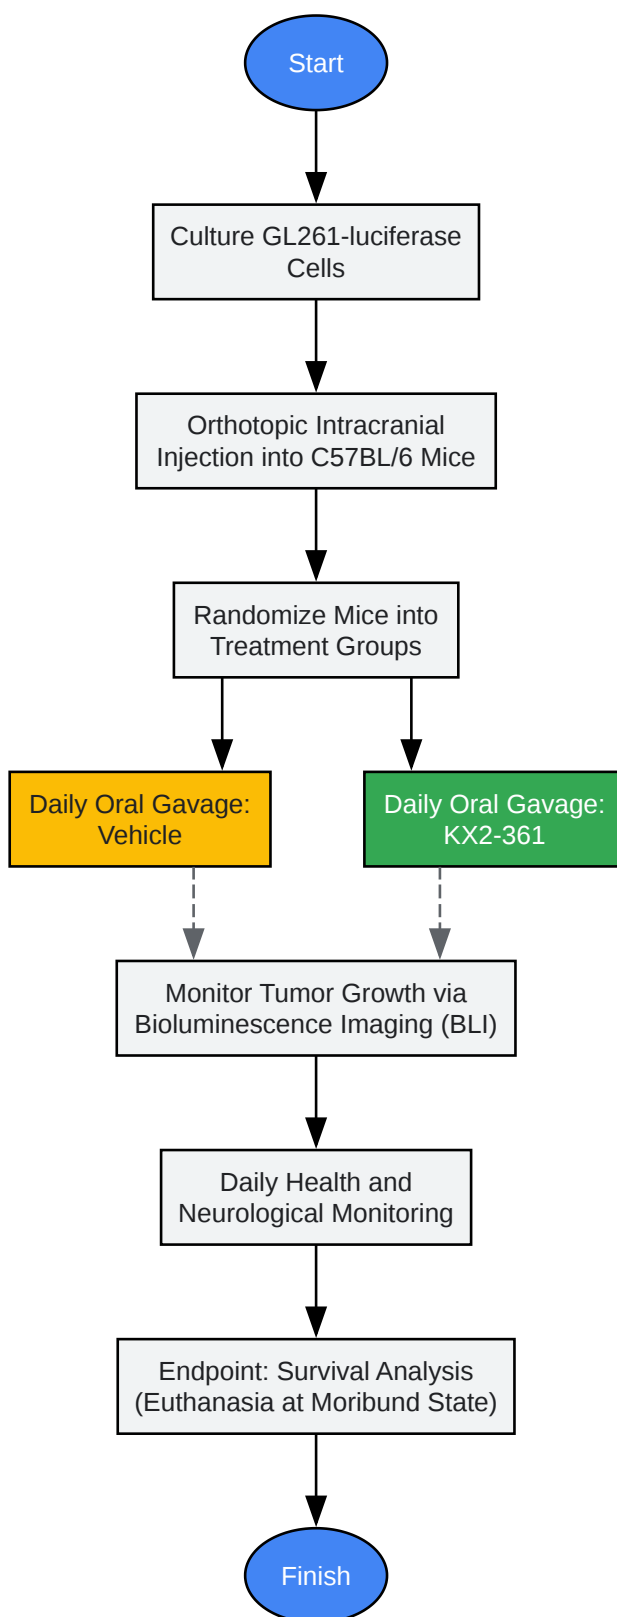 Start
Culture GL261-luciferase
Cells
Orthotopic Intracranial
Injection into C57BL/6 Mice
Randomize Mice into
Treatment Groups
Daily Oral Gavage:
Vehicle
Daily Oral Gavage:
KX2-361
Monitor Tumor Growth via
Bioluminescence Imaging (BLI)
Daily Health and
Neurological Monitoring
Endpoint: Survival Analysis
(Euthanasia at Moribund State)
Finish